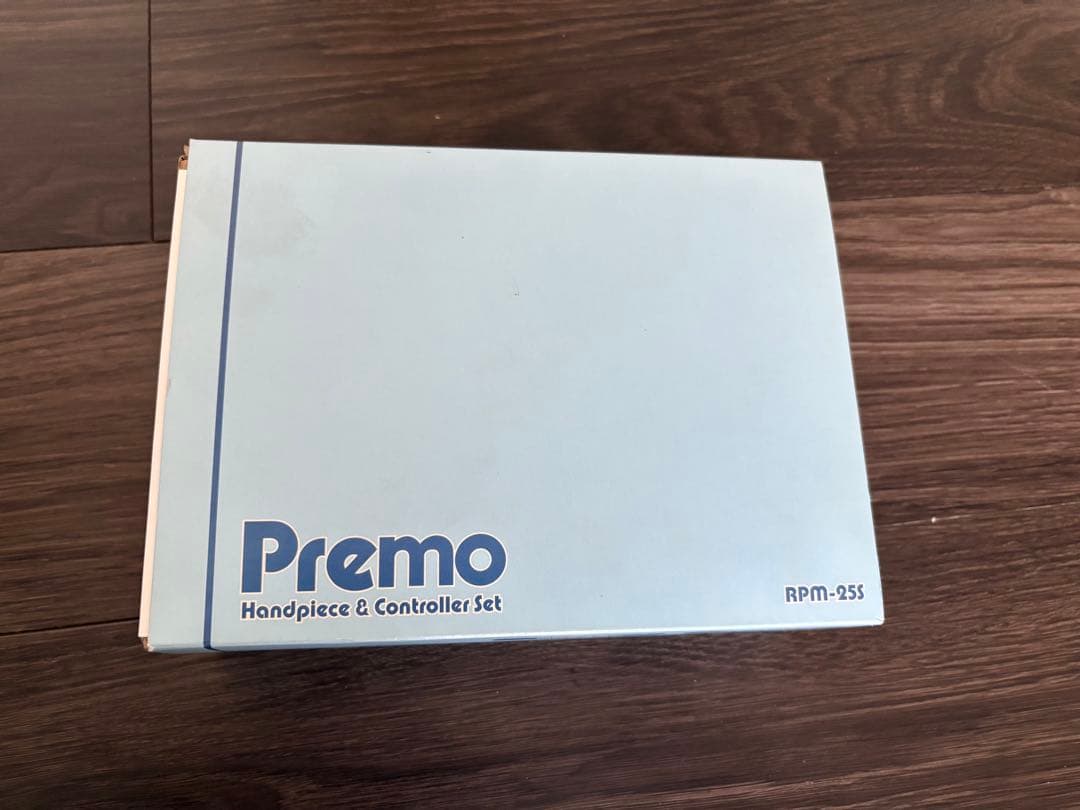 Premo
Handpiece & Controller Set
RPM-25S